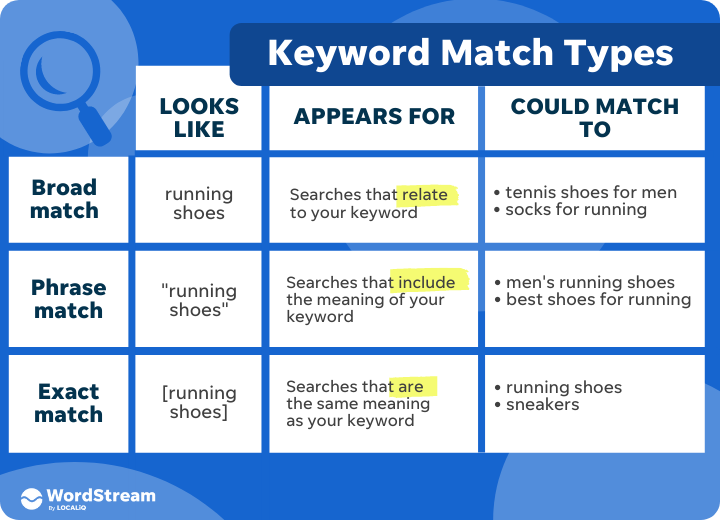 Keyword Match Types
LOOKS
LIKE
APPEARS FOR
COULD MATCH
TO
Broad
match
running
shoes
Searches that relate
to your keyword
• tennis shoes for men
• socks for running
Phrase
match
"running
shoes"
Searches that include
the meaning of your
keyword
• men's running shoes
• best shoes for running
Exact
match
[running
shoes]
Searches that are
the same meaning
as your keyword
• running shoes
• sneakers
WordStream
By LOCALiQ